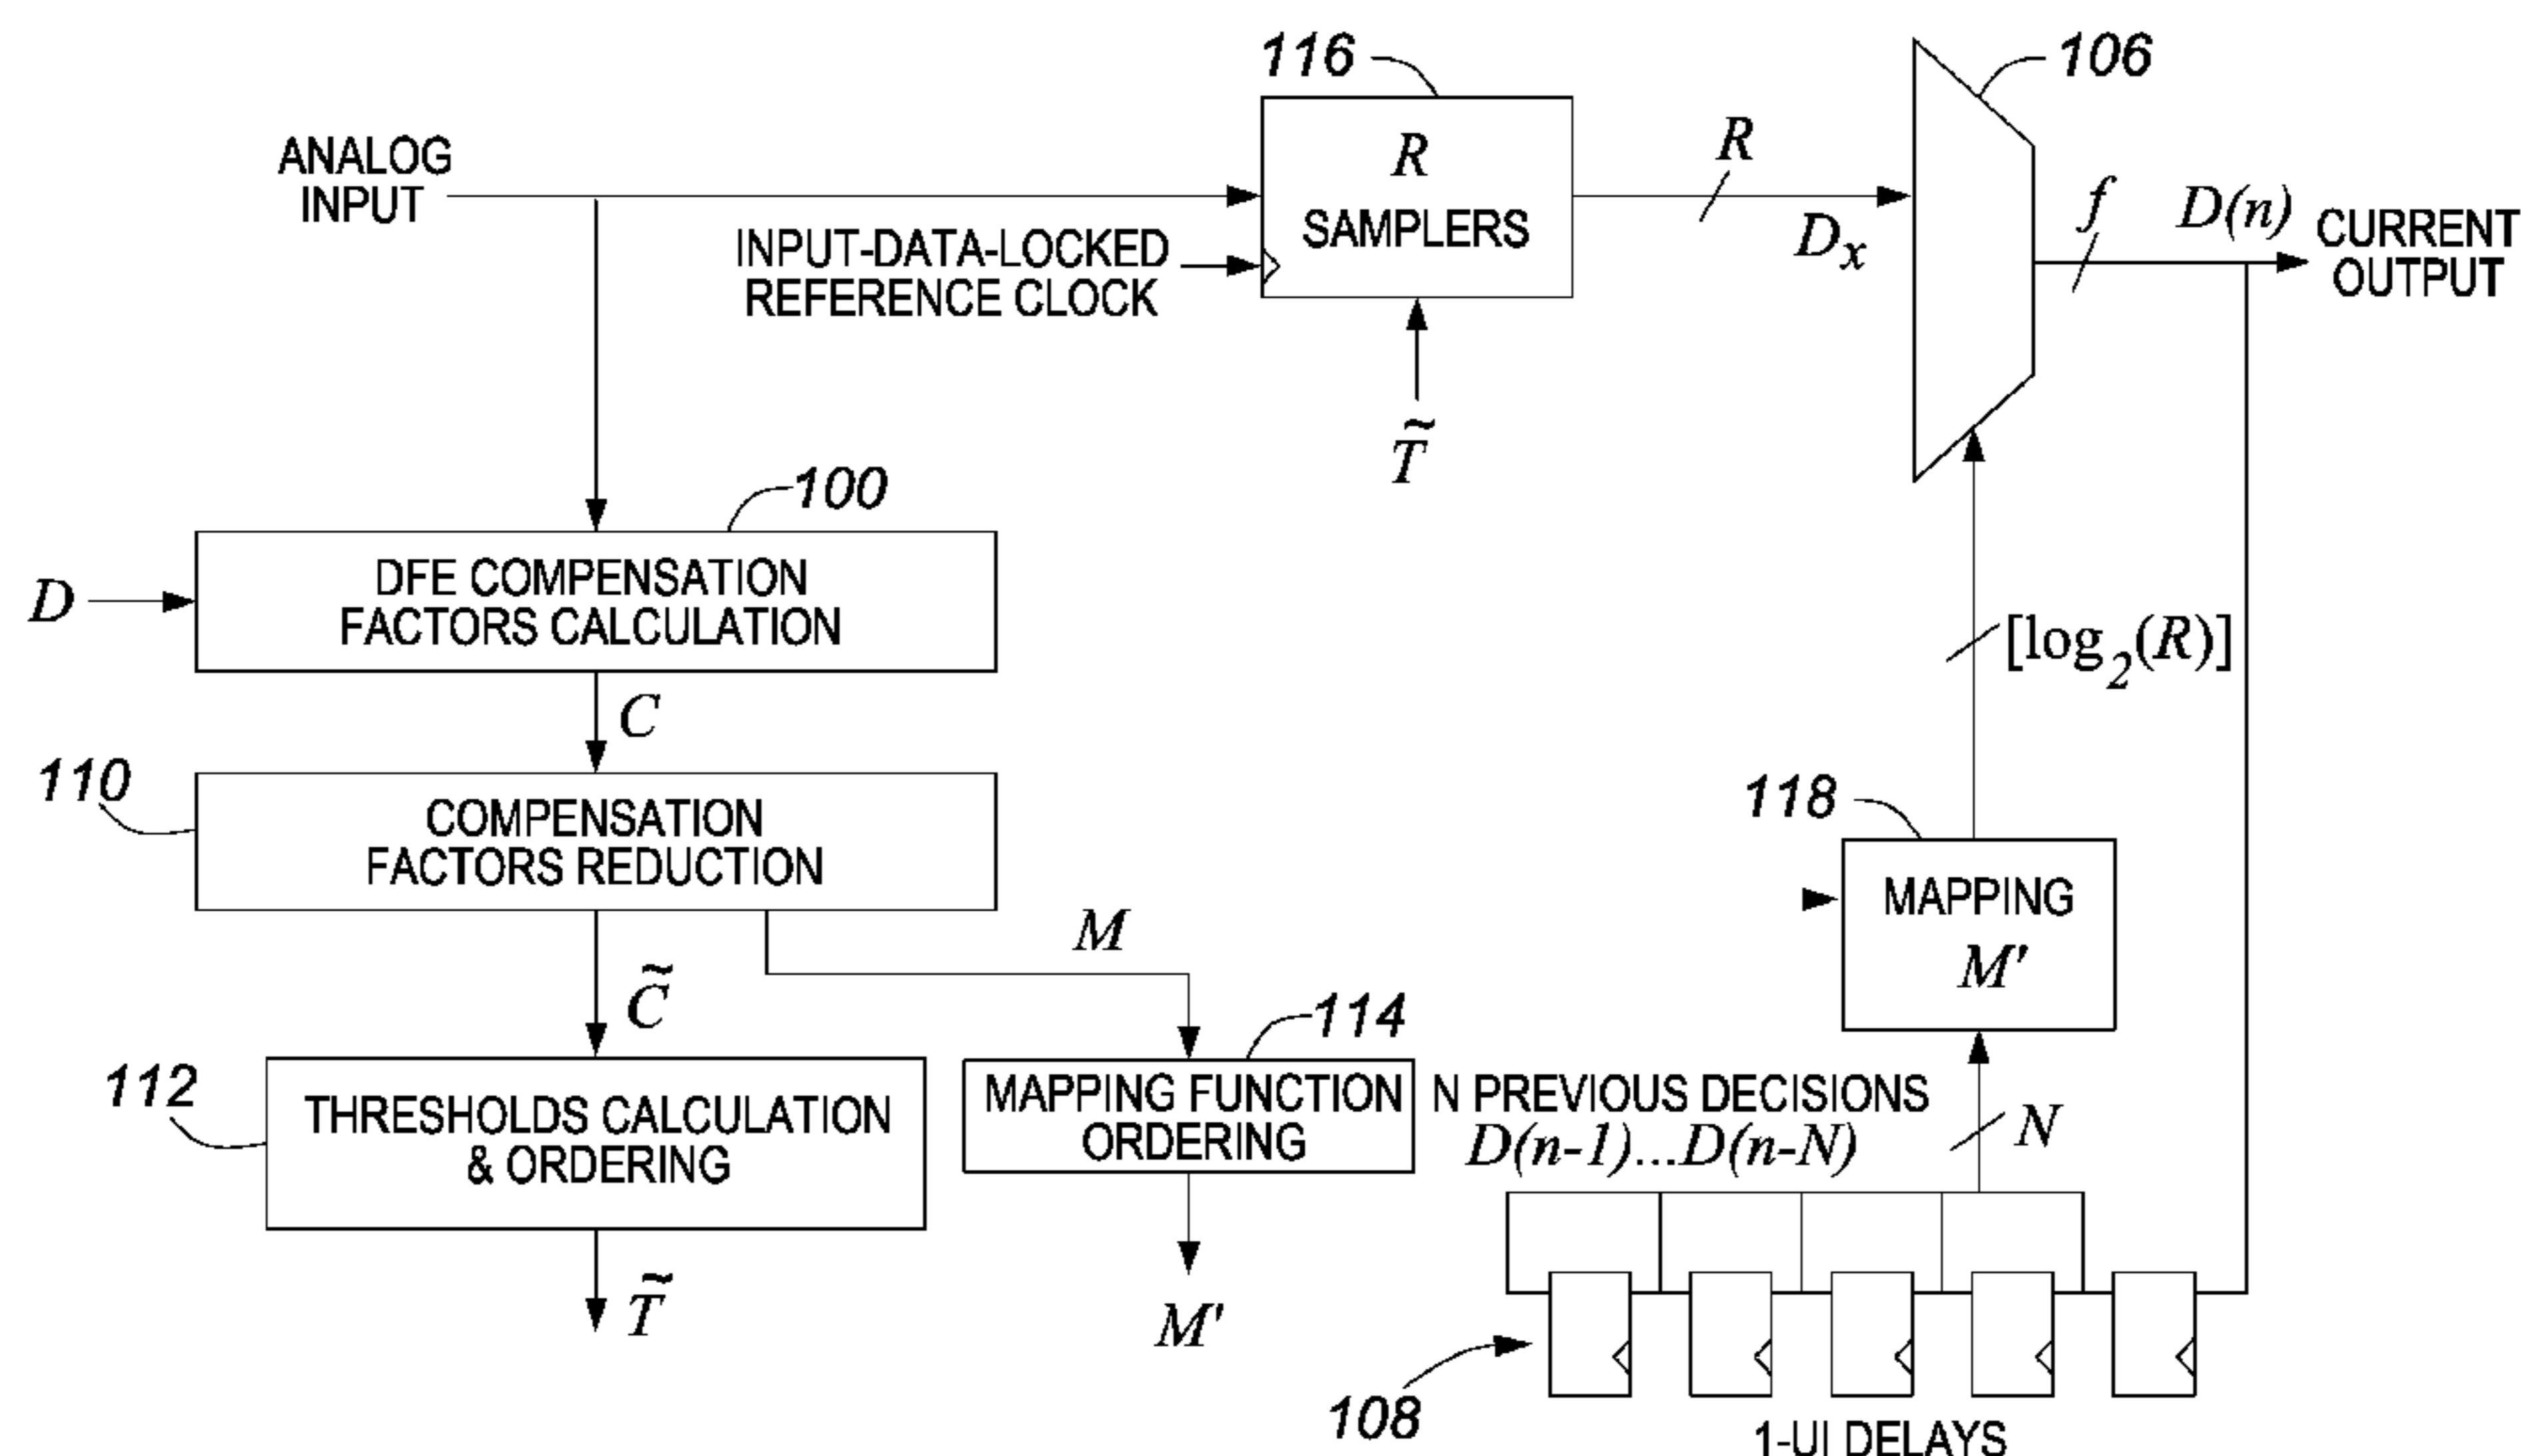 116
106
ANALOG
INPUT
R
SAMPLERS
R
D_x
f
D(n)
CURRENT
OUTPUT
INPUT-DATA-LOCKED
REFERENCE CLOCK
T̃
100
D
DFE COMPENSATION
FACTORS CALCULATION
[log_2(R)]
C
110
COMPENSATION
FACTORS REDUCTION
118
MAPPING
M'
M
C̃
114
112
THRESHOLDS CALCULATION
& ORDERING
MAPPING FUNCTION
ORDERING
N PREVIOUS DECISIONS
D(n-1)...D(n-N)
N
T̃
M'
108
1-UI DELAYS